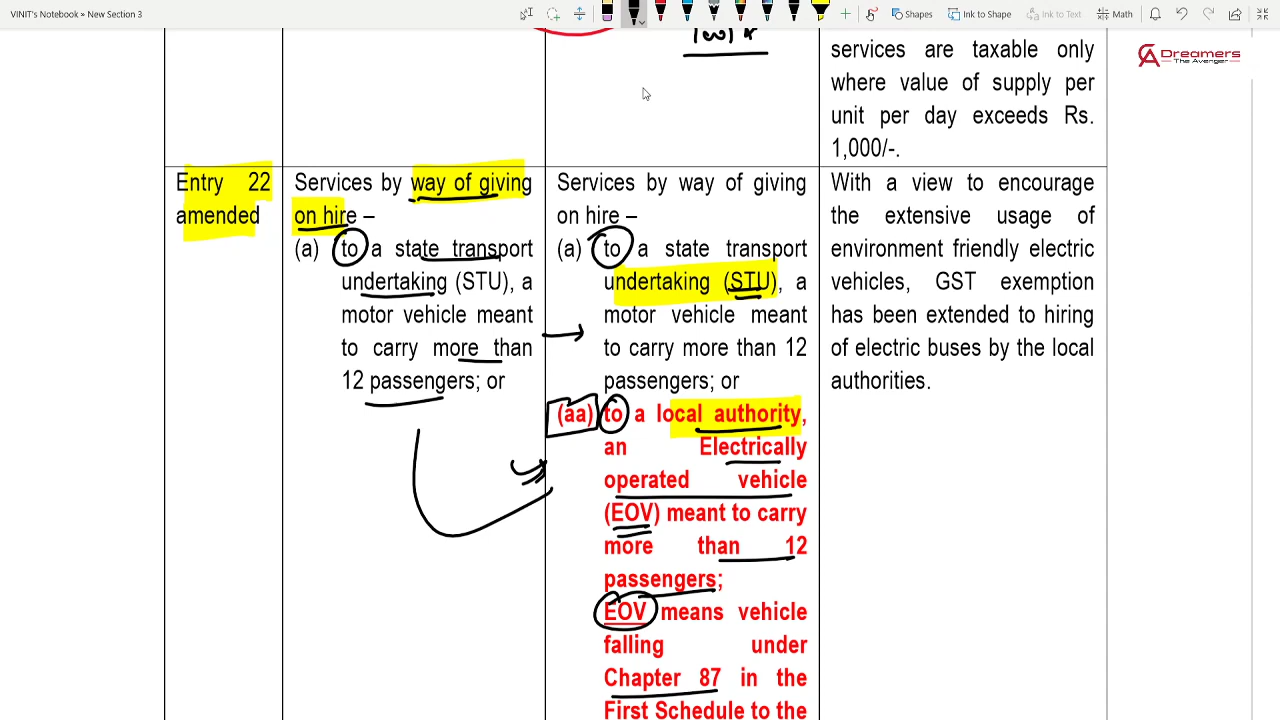 VINIT's Notebook » New Section 3
Shapes
Ink to Shape
Ink to Text
Math
CA Dreamers
The Avenger
services are taxable only
where value of supply per
unit per day exceeds Rs.
1,000/-.
Entry 22
amended
Services by way of giving
on hire –
(a) to a state transport
undertaking (STU), a
motor vehicle meant
to carry more than
12 passengers; or
Services by way of giving
on hire –
(a) to a state transport
undertaking (STU), a
motor vehicle meant
to carry more than 12
passengers; or
(aa) to a local authority,
an Electrically
operated vehicle
(EOV) meant to carry
more than 12
passengers;
EOV means vehicle
falling under
Chapter 87 in the
First Schedule to the
With a view to encourage
the extensive usage of
environment friendly electric
vehicles, GST exemption
has been extended to hiring
of electric buses by the local
authorities.